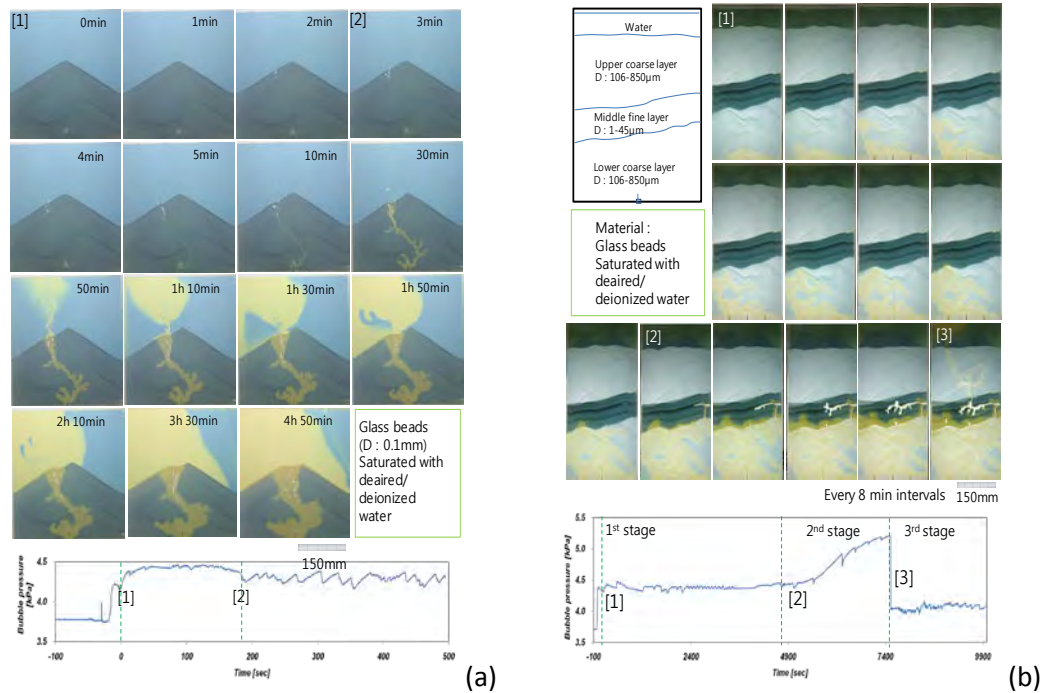 [1]
0min
1min
2min
[2]
3min
4min
5min
10min
30min
50min
1h 10min
1h 30min
1h 50min
2h 10min
3h 30min
4h 50min
Glass beads
(D : 0.1mm)
Saturated with
deaired/
deionized
water
150mm
Bubble pressure
[kPa]
4.5
4.0
3.5
[1]
[2]
-100
0
100
200
300
400
500
Time [sec]
(a)
Water
Upper coarse layer
D : 106-850μm
Middle fine layer
D : 1-45μm
Lower coarse layer
D : 106-850μm
Material :
Glass beads
Saturated with
deaired/
deionized water
[1]
[2]
[3]
Every 8 min intervals
150mm
Bubble pressure [kPa]
5.5
5.0
4.5
4.0
3.5
1st stage
2nd stage
3rd stage
[1]
[2]
[3]
-100
2400
4900
7400
9900
Time [sec]
(b)